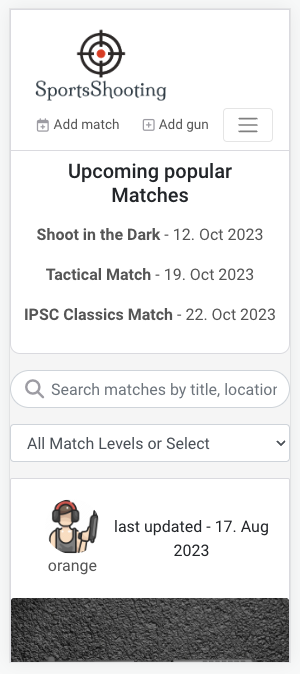 SportsShooting
Add match
Add gun
Upcoming popular
Matches
Shoot in the Dark - 12. Oct 2023
Tactical Match - 19. Oct 2023
IPSC Classics Match - 22. Oct 2023
Search matches by title, location
All Match Levels or Select
last updated - 17. Aug
2023
orange